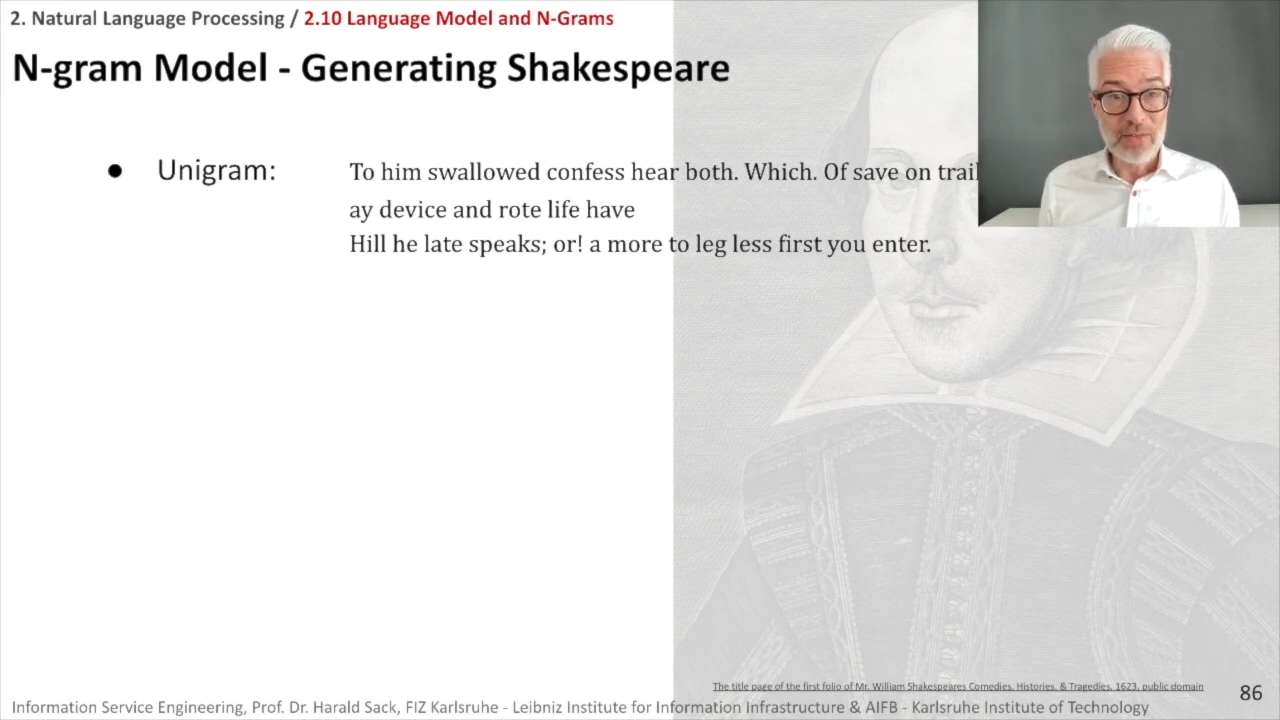 2. Natural Language Processing / 2.10 Language Model and N-Grams
N-gram Model - Generating Shakespeare
● Unigram: To him swallowed confess hear both. Which. Of save on trail
ay device and rote life have
Hill he late speaks; or! a more to leg less first you enter.
The title page of the first folio of Mr. William Shakespeares Comedies, Histories, & Tragedies, 1623, public domain
Information Service Engineering, Prof. Dr. Harald Sack, FIZ Karlsruhe - Leibniz Institute for Information Infrastructure & AIFB - Karlsruhe Institute of Technology
86